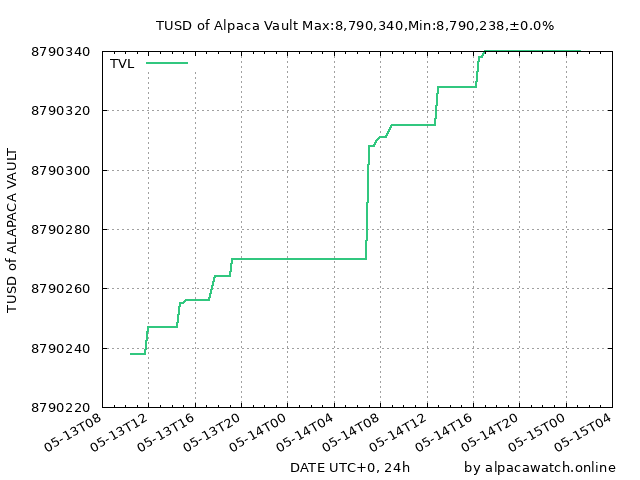 TUSD of Alpaca Vault Max:8,790,340,Min:8,790,238,±0.0%
TUSD of ALAPACA VAULT
TVL
8790340
8790320
8790300
8790280
8790260
8790240
8790220
05-13T08
05-13T12
05-13T16
05-13T20
05-14T00
05-14T04
05-14T08
05-14T12
05-14T16
05-14T20
05-15T00
05-15T04
DATE UTC+0, 24h
by alpacawatch.online